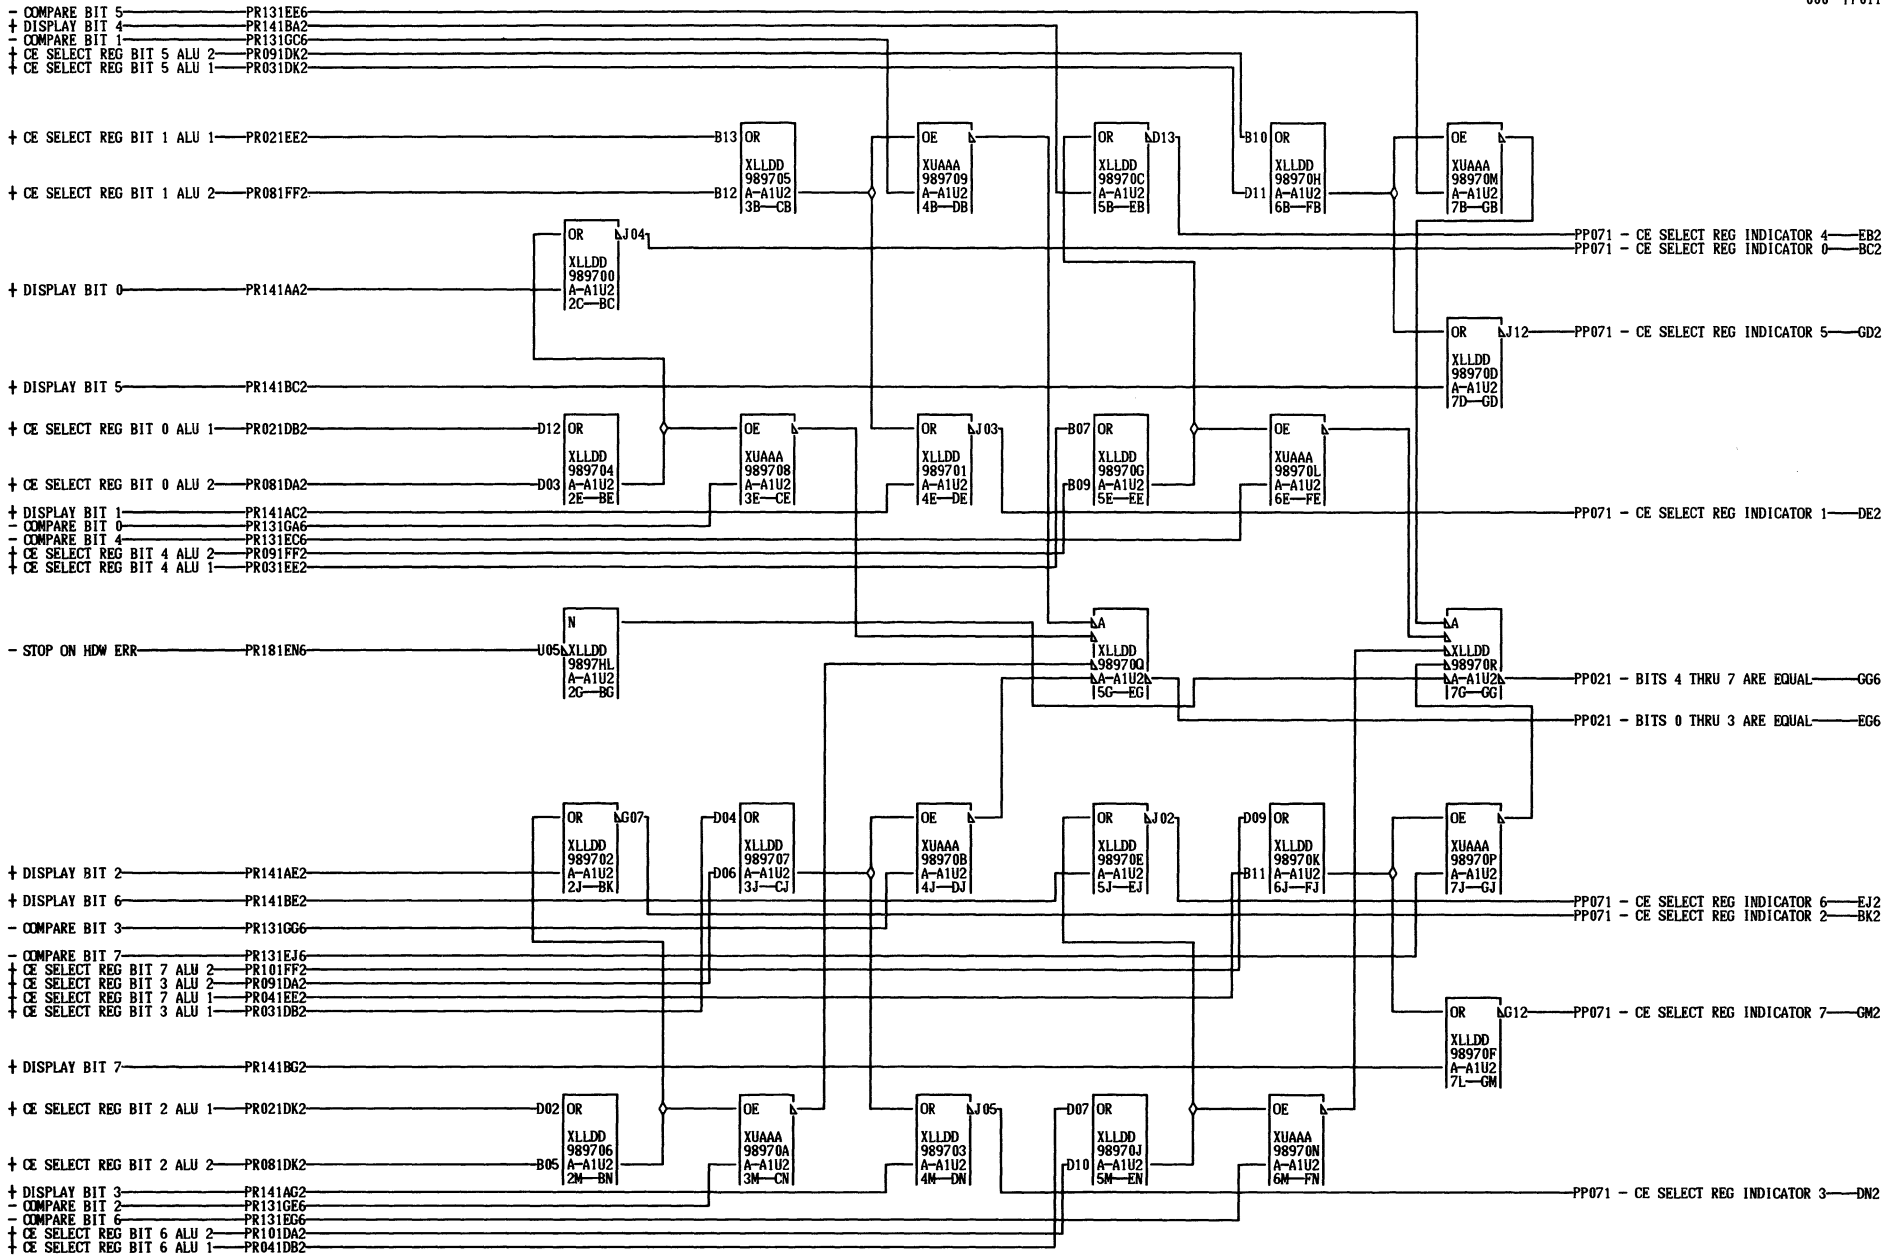 - COMPARE BIT 5 PR131EE6
+ DISPLAY BIT 4 PR141BA2
- COMPARE BIT 1 PR131GC6
+ CE SELECT REG BIT 5 ALU 2 PR091DK2
+ CE SELECT REG BIT 5 ALU 1 PR031DK2
+ CE SELECT REG BIT 1 ALU 1 PR021EE2
+ CE SELECT REG BIT 1 ALU 2 PR081FF2
B13 OR
B12
XLLDD
989705
A-A1U2
3B CB
OE
XUAAA
989709
A-A1U2
4B DB
OR D13
XLLDD
98970C
A-A1U2
5B EB
B10 OR
D11
XLLDD
98970H
A-A1U2
6B FB
OE
XUAAA
98970M
A-A1U2
7B GB
OR J04
XLLDD
989700
A-A1U2
2C BC
PP071 - CE SELECT REG INDICATOR 4 EB2
PP071 - CE SELECT REG INDICATOR 0 BC2
+ DISPLAY BIT 0 PR141AA2
OR J12
XLLDD
98970D
A-A1U2
7D GD
PP071 - CE SELECT REG INDICATOR 5 GD2
+ DISPLAY BIT 5 PR141BC2
+ CE SELECT REG BIT 0 ALU 1 PR021DB2
+ CE SELECT REG BIT 0 ALU 2 PR081DA2
+ DISPLAY BIT 1 PR141AC2
- COMPARE BIT 0 PR131GA6
- COMPARE BIT 4 PR131EC6
+ CE SELECT REG BIT 4 ALU 2 PR091FF2
+ CE SELECT REG BIT 4 ALU 1 PR031EE2
D12 OR
D03
XLLDD
989704
A-A1U2
2E BE
OE
XUAAA
989708
A-A1U2
3E CE
OR J03
XLLDD
989701
A-A1U2
4E DE
B07 OR
B09
XLLDD
98970G
A-A1U2
5E EE
OE
XUAAA
98970L
A-A1U2
6E FE
PP071 - CE SELECT REG INDICATOR 1 DE2
- STOP ON HDW ERR PR181EN6
U05
N
XLLDD
9897HL
A-A1U2
2G BG
A
XLLDD
98970Q
A-A1U2
5G EG
A
XLLDD
98970R
A-A1U2
7G GG
PP021 - BITS 4 THRU 7 ARE EQUAL GG6
PP021 - BITS 0 THRU 3 ARE EQUAL EG6
OR G07
XLLDD
989702
A-A1U2
2J BK
D04 OR
D06
XLLDD
989707
A-A1U2
3J CJ
OE
XUAAA
98970B
A-A1U2
4J DJ
OR J02
XLLDD
98970E
A-A1U2
5J EJ
D09 OR
B11
XLLDD
98970K
A-A1U2
6J FJ
OE
XUAAA
98970P
A-A1U2
7J GJ
+ DISPLAY BIT 2 PR141AE2
+ DISPLAY BIT 6 PR141BE2
- COMPARE BIT 3 PR131GG6
- COMPARE BIT 7 PR131EJ6
+ CE SELECT REG BIT 7 ALU 2 PR101FF2
+ CE SELECT REG BIT 3 ALU 2 PR091DA2
+ CE SELECT REG BIT 7 ALU 1 PR041EE2
+ CE SELECT REG BIT 3 ALU 1 PR031DB2
PP071 - CE SELECT REG INDICATOR 6 EJ2
PP071 - CE SELECT REG INDICATOR 2 BK2
OR G12
XLLDD
98970F
A-A1U2
7L GM
PP071 - CE SELECT REG INDICATOR 7 GM2
+ DISPLAY BIT 7 PR141BG2
+ CE SELECT REG BIT 2 ALU 1 PR021DK2
+ CE SELECT REG BIT 2 ALU 2 PR081DK2
+ DISPLAY BIT 3 PR141AG2
- COMPARE BIT 2 PR131GE6
- COMPARE BIT 6 PR131EG6
+ CE SELECT REG BIT 6 ALU 2 PR101DA2
+ CE SELECT REG BIT 6 ALU 1 PR041DB2
D02 OR
B05
XLLDD
989706
A-A1U2
2M BN
OE
XUAAA
98970A
A-A1U2
3M CN
OR J05
XLLDD
989703
A-A1U2
4M DN
D07 OR
D10
XLLDD
98970J
A-A1U2
5M EN
OE
XUAAA
98970N
A-A1U2
6M FN
PP071 - CE SELECT REG INDICATOR 3 DN2